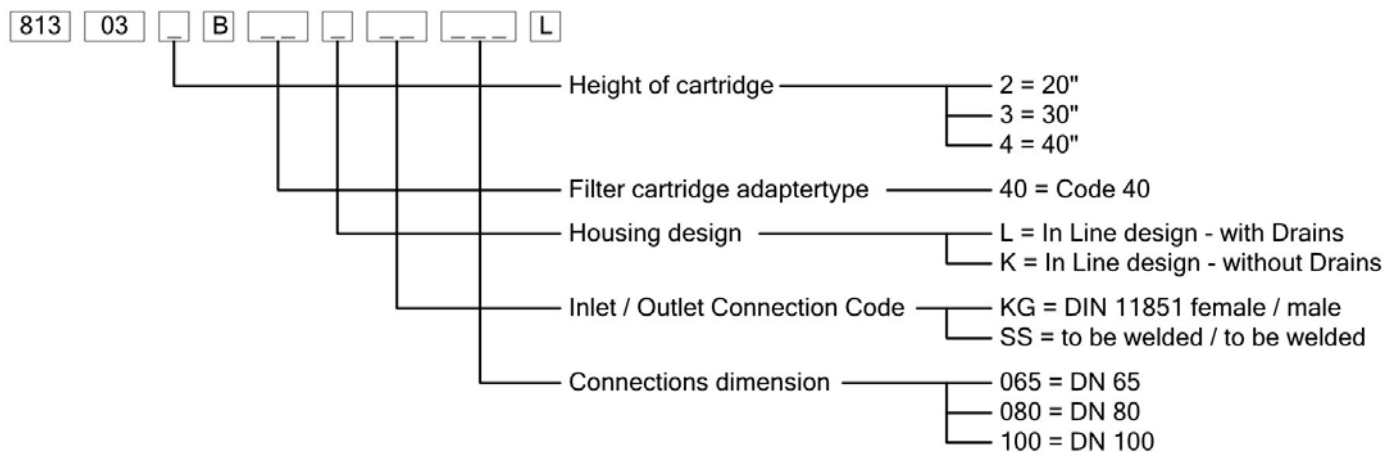 813 03 _ B _ _ _ _ _ _ _ _ L
Height of cartridge 2 = 20"
3 = 30"
4 = 40"
Filter cartridge adaptertype 40 = Code 40
Housing design L = In Line design - with Drains
K = In Line design - without Drains
Inlet / Outlet Connection Code KG = DIN 11851 female / male
SS = to be welded / to be welded
Connections dimension 065 = DN 65
080 = DN 80
100 = DN 100